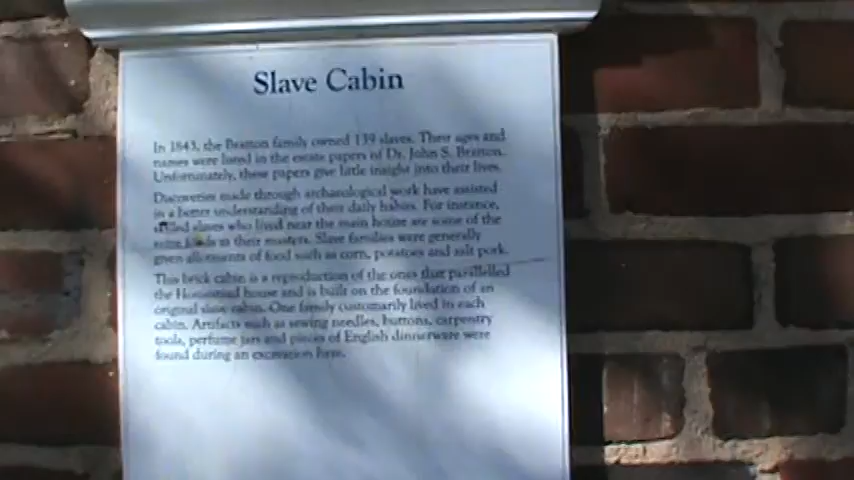 Slave Cabin
In 1843, the Bratton family owned 139 slaves. Their ages and
names were listed in the estate papers of Dr. John S. Bratton.
Unfortunately, these papers give little insight into their lives.
Discoveries made through archaeological work have assisted
in a better understanding of their daily habits. For instance,
skilled slaves who lived near the main house ate some of the
same foods as their masters. Slave families were generally
given allotments of food such as corn, potatoes and salt pork.
This brick cabin is a reproduction of the ones that parallelled
the Homestead house and is built on the foundation of an
original slave cabin. One family customarily lived in each
cabin. Artifacts such as sewing needles, buttons, carpentry
tools, perfume jars and pieces of English dinnerware were
found during an excavation here.